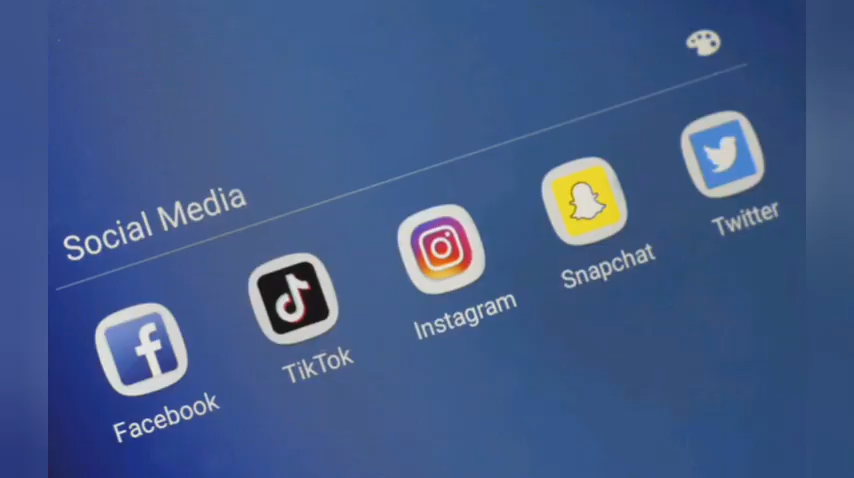 Social Media
Facebook
TikTok
Instagram
Snapchat
Twitter